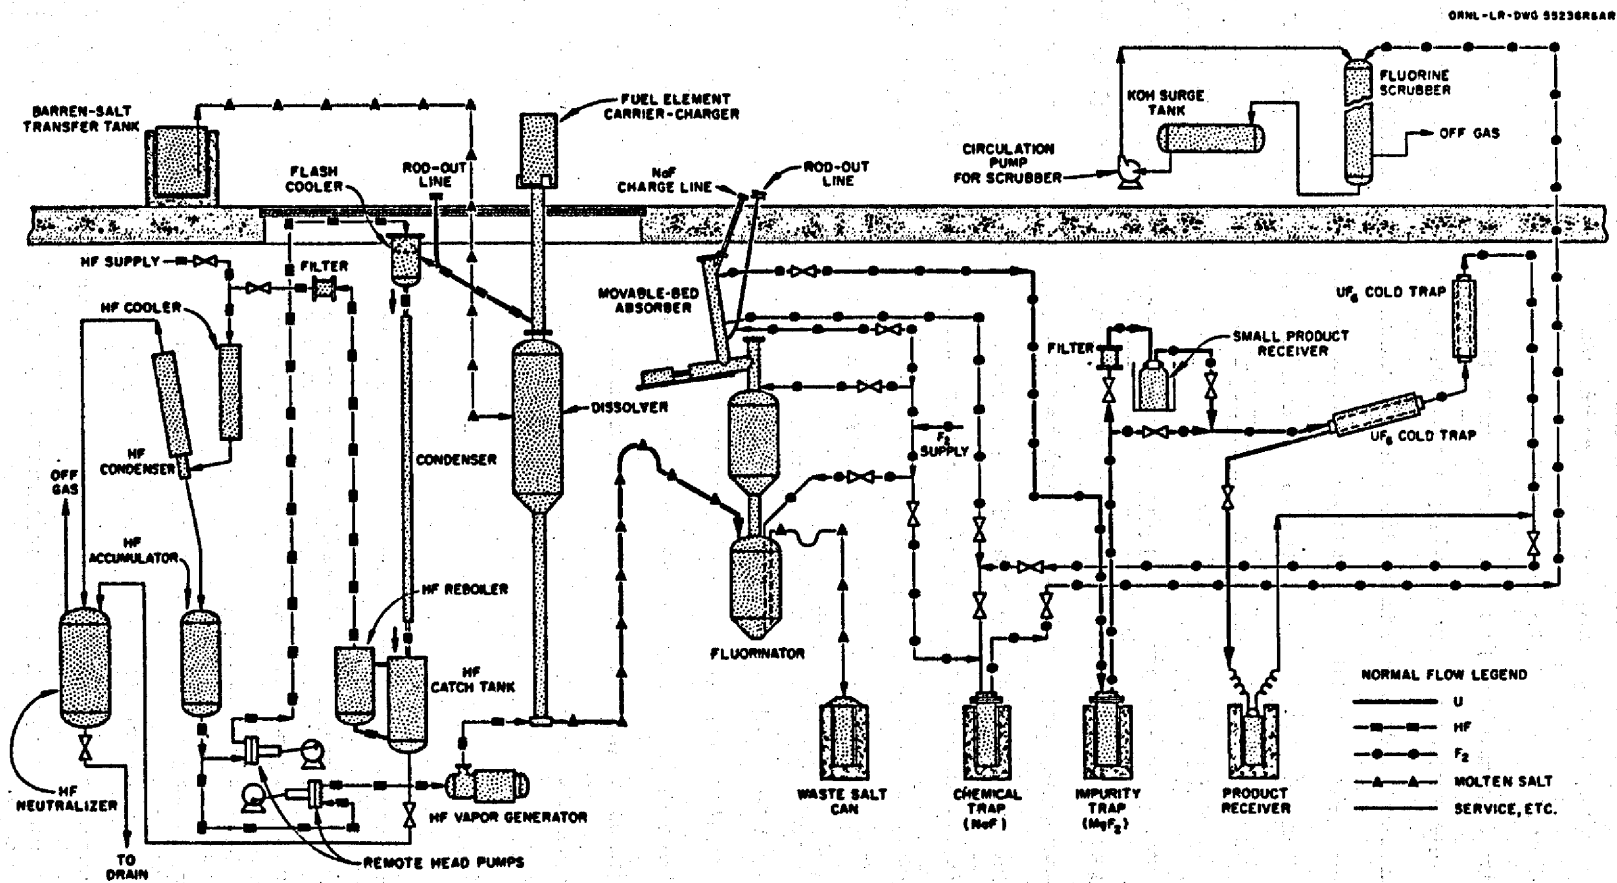 ORNL-LR-DWG 55236R6AR
BARREN-SALT
TRANSFER TANK
FUEL ELEMENT
CARRIER-CHARGER
FLASH
COOLER
ROD-OUT
LINE
NaF
CHARGE LINE
ROD-OUT
LINE
KOH SURGE
TANK
CIRCULATION
PUMP
FOR SCRUBBER
FLUORINE
SCRUBBER
OFF GAS
HF SUPPLY
FILTER
HF COOLER
MOVABLE-BED
ABSORBER
UF6 COLD TRAP
FILTER
SMALL PRODUCT
RECEIVER
DISSOLVER
F2
SUPPLY
UF6 COLD TRAP
HF
CONDENSER
CONDENSER
OFF
GAS
HF
ACCUMULATOR
HF REBOILER
FLUORINATOR
HF
CATCH TANK
HF
NEUTRALIZER
HF VAPOR GENERATOR
REMOTE HEAD PUMPS
TO
DRAIN
WASTE SALT
CAN
CHEMICAL
TRAP
(NaF)
IMPURITY
TRAP
(MgF2)
PRODUCT
RECEIVER
NORMAL FLOW LEGEND
U
HF
F2
MOLTEN SALT
SERVICE, ETC.